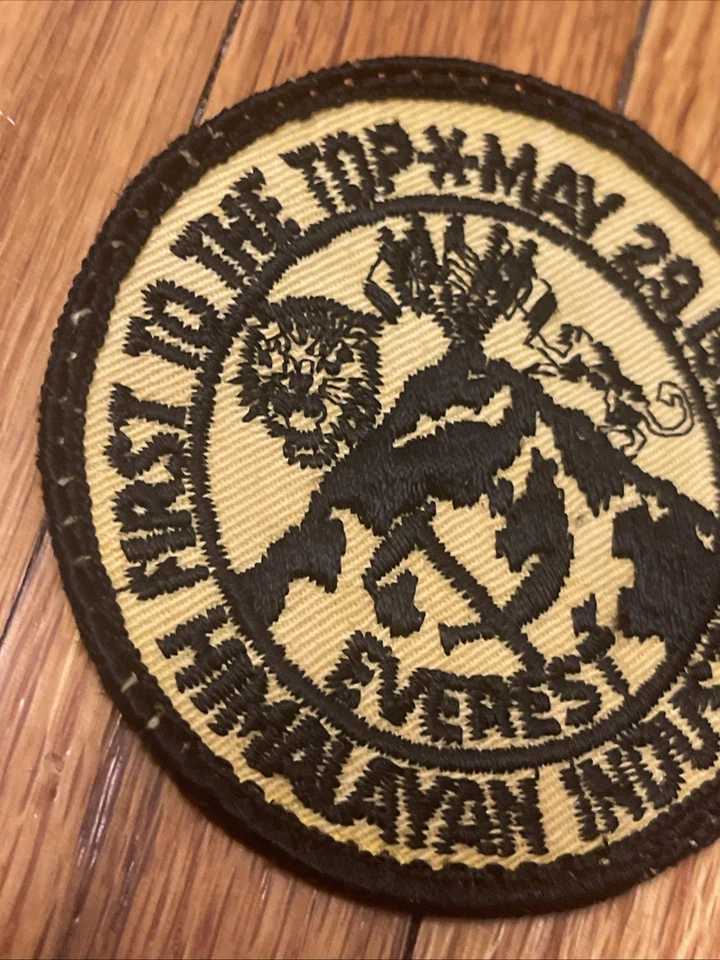 FIRST TO THE TOP * MAY 29
EVEREST
HIMALAYAN